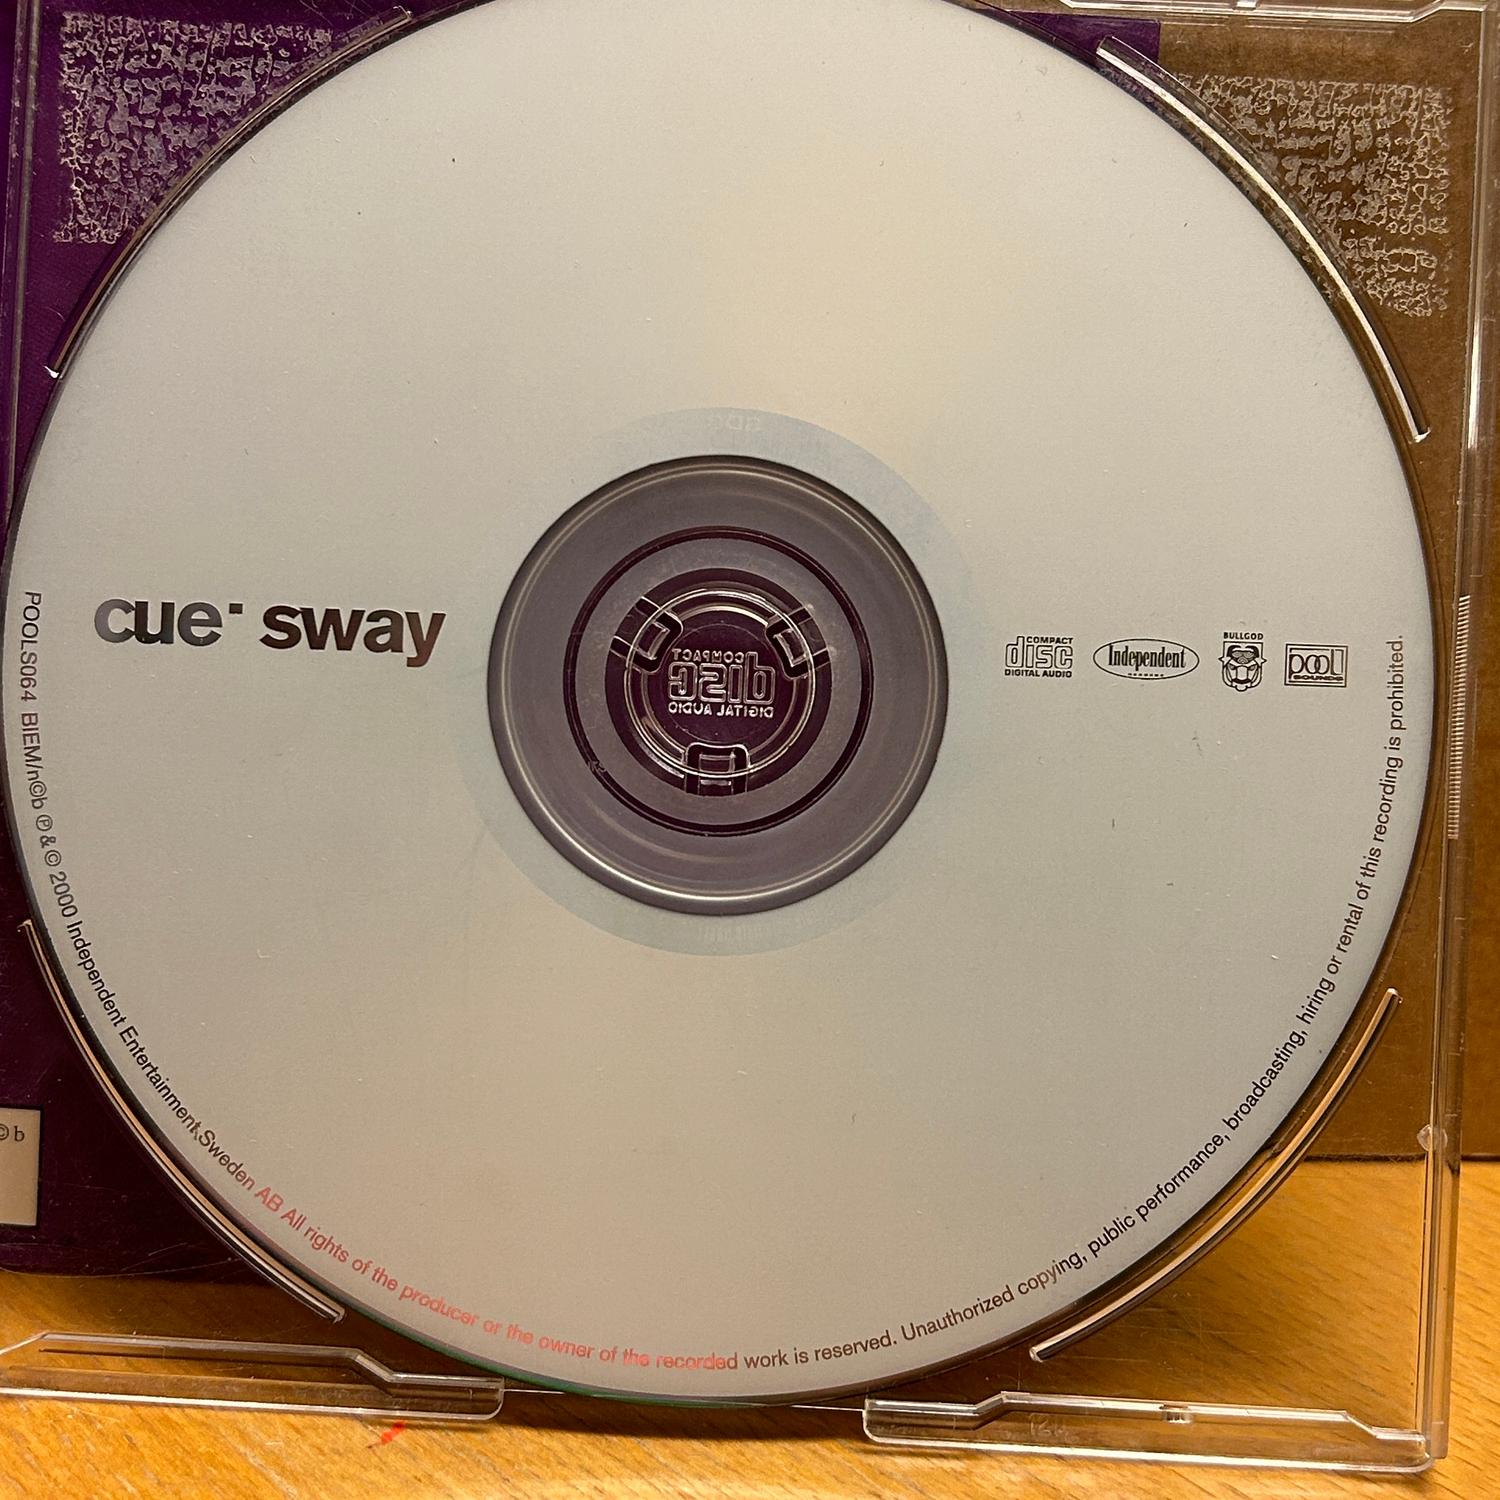 cue· sway
COMPACT
disc
DIGITAL AUDIO
Independent
BULLGOD
pool
SOUNDS
COMPACT
disc
DIGITAL AUDIO
POOLS064 BIEM/n©b ℗&© 2000 Independent Entertainment Sweden AB All rights of the producer or the owner of the recorded work is reserved. Unauthorized copying, public performance, broadcasting, hiring or rental of this recording is prohibited.
©b